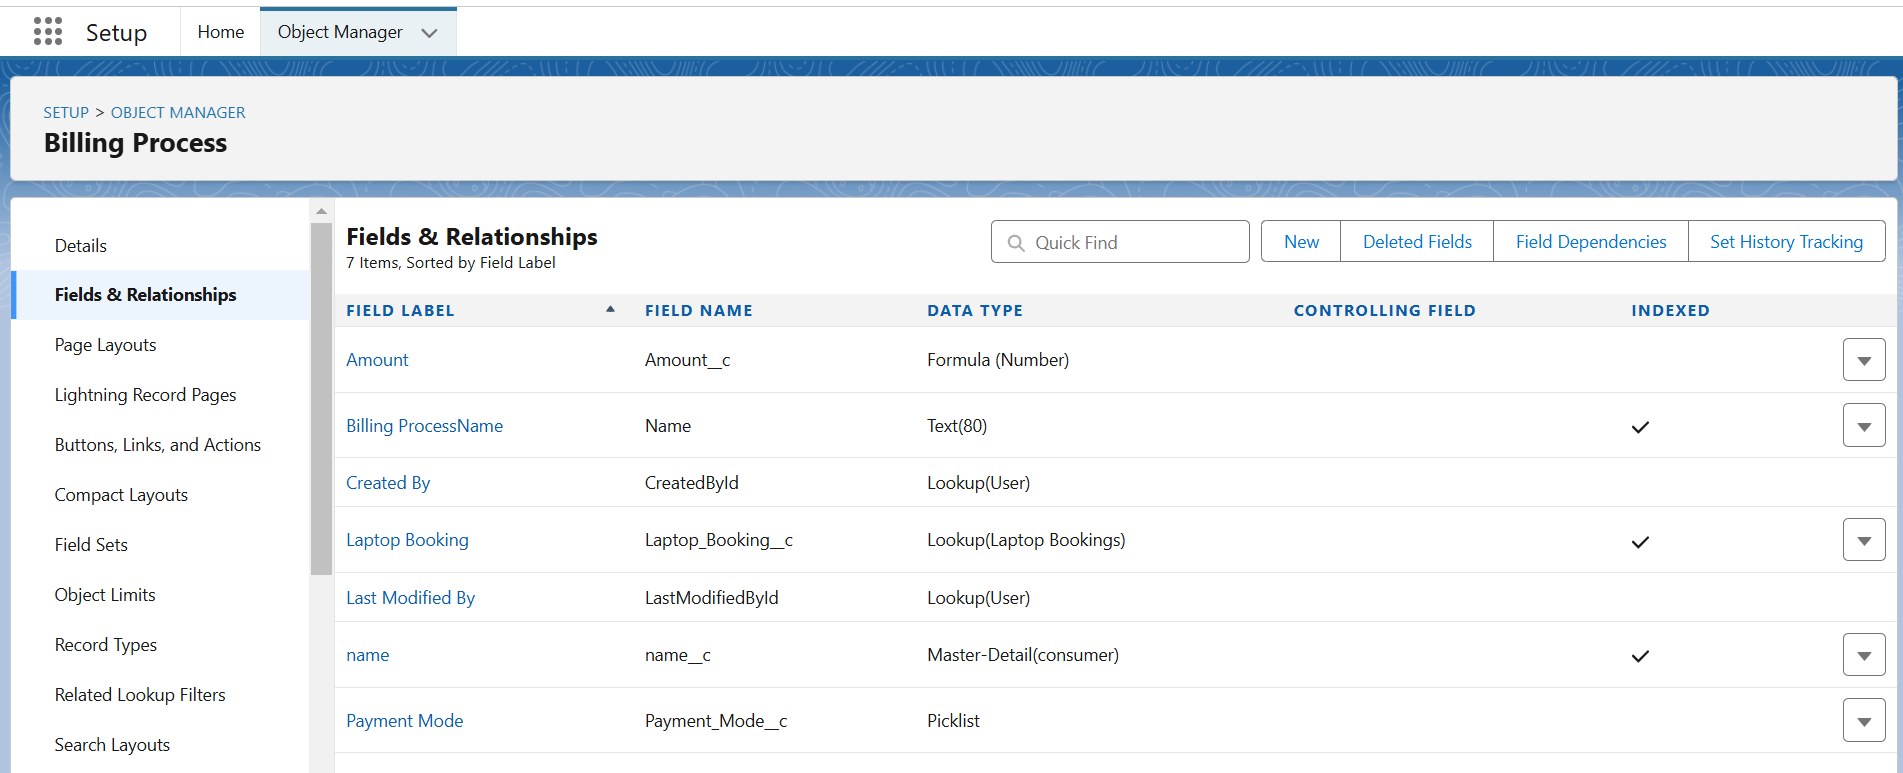 Setup
Home
Object Manager
SETUP > OBJECT MANAGER
Billing Process
Details
Fields & Relationships
Page Layouts
Lightning Record Pages
Buttons, Links, and Actions
Compact Layouts
Field Sets
Object Limits
Record Types
Related Lookup Filters
Search Layouts
Fields & Relationships
7 Items, Sorted by Field Label
Quick Find
New
Deleted Fields
Field Dependencies
Set History Tracking
FIELD LABEL FIELD NAME DATA TYPE CONTROLLING FIELD INDEXED
Amount Amount__c Formula (Number)
Billing ProcessName Name Text(80)
Created By CreatedById Lookup(User)
Laptop Booking Laptop_Booking__c Lookup(Laptop Bookings)
Last Modified By LastModifiedById Lookup(User)
name name__c Master-Detail(consumer)
Payment Mode Payment_Mode__c Picklist